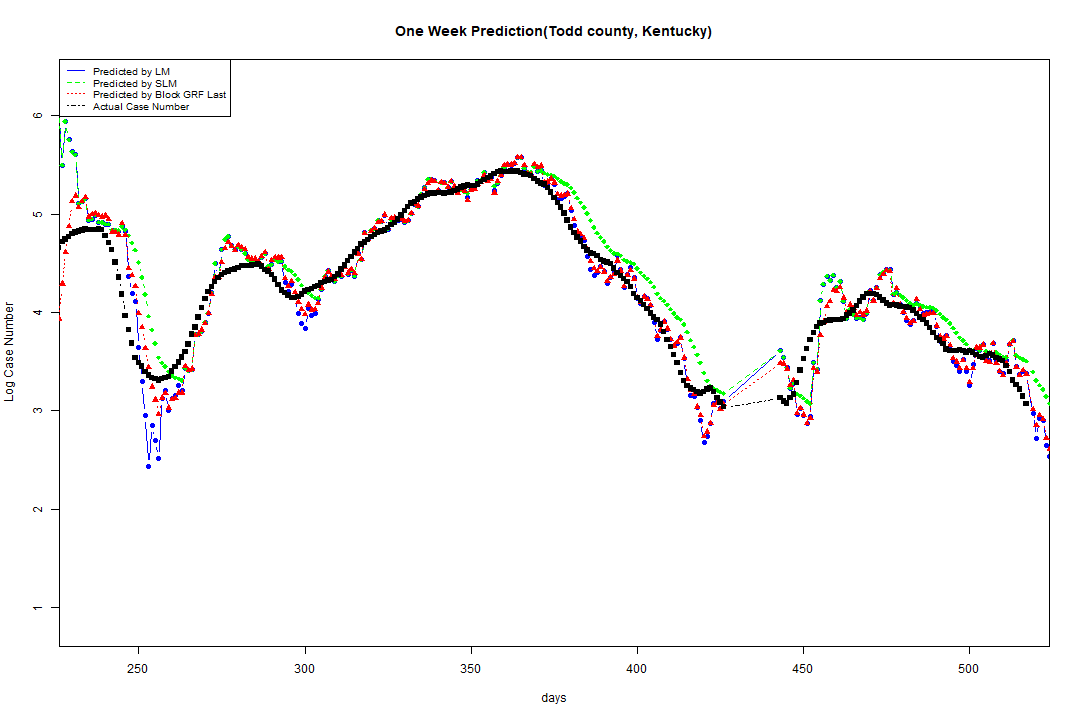 One Week Prediction(Todd county, Kentucky)
Predicted by LM
Predicted by SLM
Predicted by Block GRF Last
Actual Case Number
Log Case Number
6
5
4
3
2
1
250 300 350 400 450 500
days